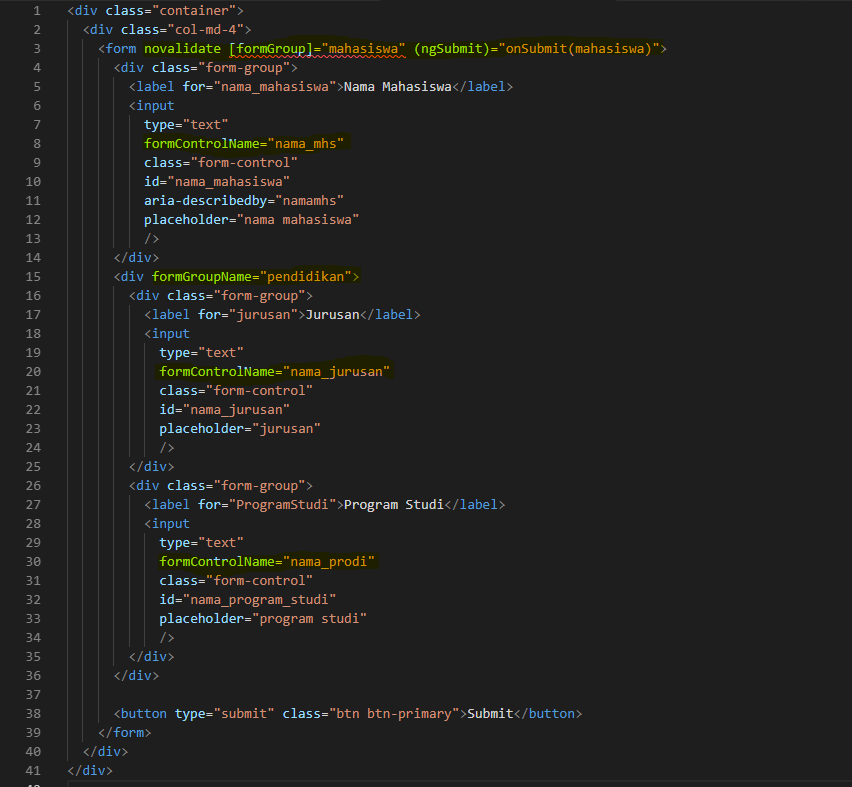 1 <div class="container">
2 <div class="col-md-4">
3 <form novalidate [formGroup]="mahasiswa" (ngSubmit)="onSubmit(mahasiswa)">
4 <div class="form-group">
5 <label for="nama_mahasiswa">Nama Mahasiswa</label>
6 <input
7 type="text"
8 formControlName="nama_mhs"
9 class="form-control"
10 id="nama_mahasiswa"
11 aria-describedby="namamhs"
12 placeholder="nama mahasiswa"
13 />
14 </div>
15 <div formGroupName="pendidikan">
16 <div class="form-group">
17 <label for="jurusan">Jurusan</label>
18 <input
19 type="text"
20 formControlName="nama_jurusan"
21 class="form-control"
22 id="nama_jurusan"
23 placeholder="jurusan"
24 />
25 </div>
26 <div class="form-group">
27 <label for="ProgramStudi">Program Studi</label>
28 <input
29 type="text"
30 formControlName="nama_prodi"
31 class="form-control"
32 id="nama_program_studi"
33 placeholder="program studi"
34 />
35 </div>
36 </div>
37
38 <button type="submit" class="btn btn-primary">Submit</button>
39 </form>
40 </div>
41 </div>